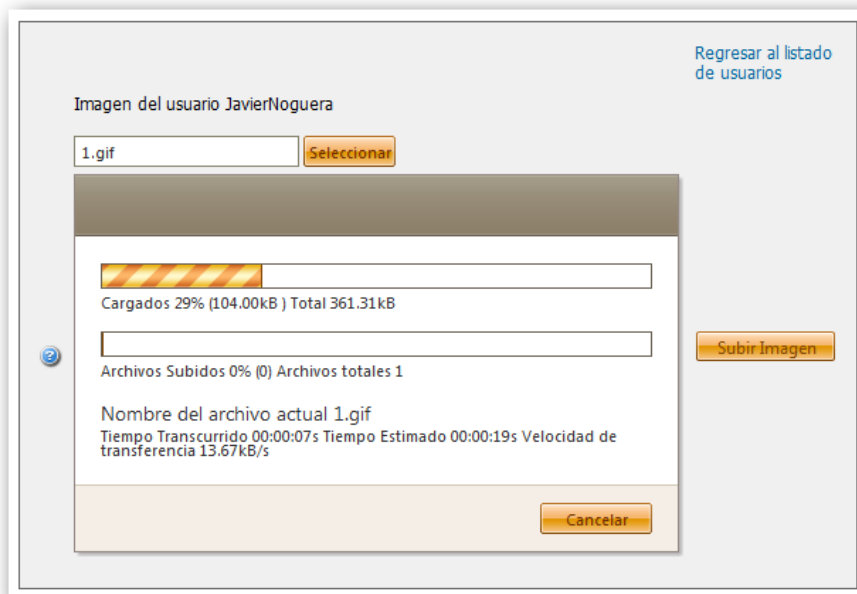 Regresar al listado
de usuarios
Imagen del usuario JavierNoguera
1.gif
Seleccionar
Cargados 29% (104.00kB ) Total 361.31kB
Archivos Subidos 0% (0) Archivos totales 1
Subir Imagen
Nombre del archivo actual 1.gif
Tiempo Transcurrido 00:00:07s Tiempo Estimado 00:00:19s Velocidad de
transferencia 13.67kB/s
Cancelar